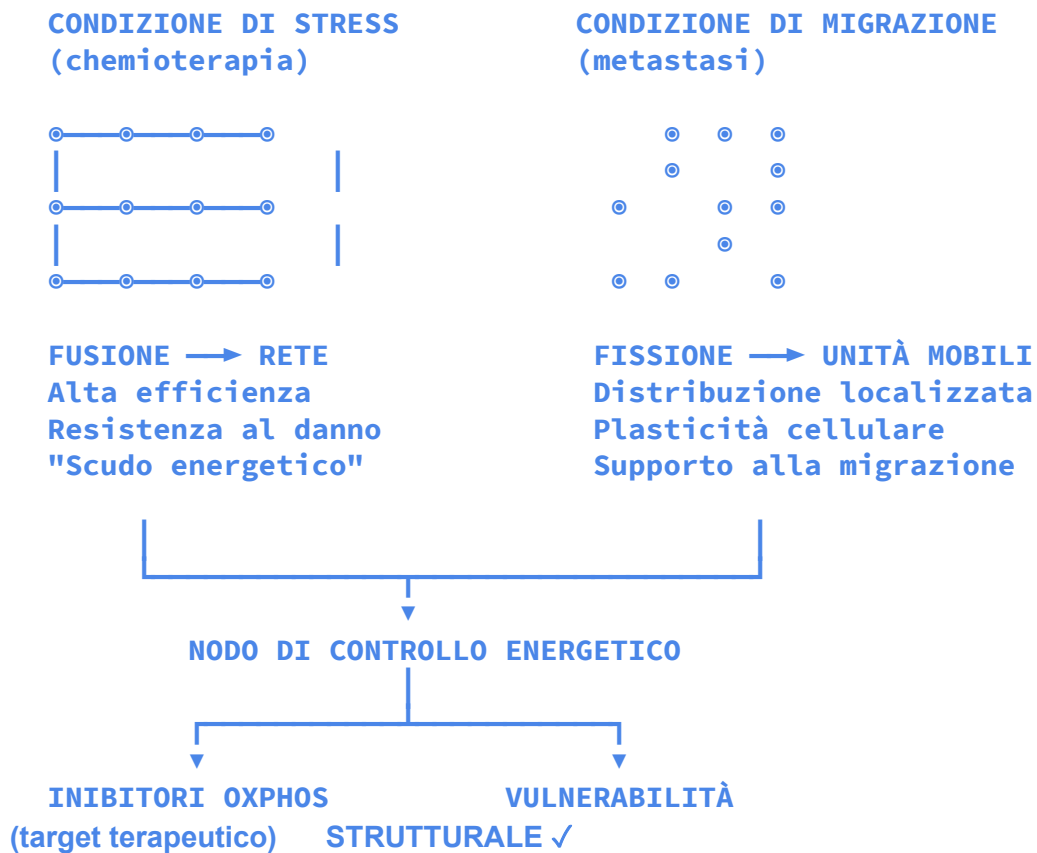 CONDIZIONE DI STRESS
(chemioterapia)
CONDIZIONE DI MIGRAZIONE
(metastasi)
FUSIONE ──► RETE
Alta efficienza
Resistenza al danno
"Scudo energetico"
FISSIONE ──► UNITÀ MOBILI
Distribuzione localizzata
Plasticità cellulare
Supporto alla migrazione
NODO DI CONTROLLO ENERGETICO
INIBITORI OXPHOS
(target terapeutico)
VULNERABILITÀ
STRUTTURALE ✓